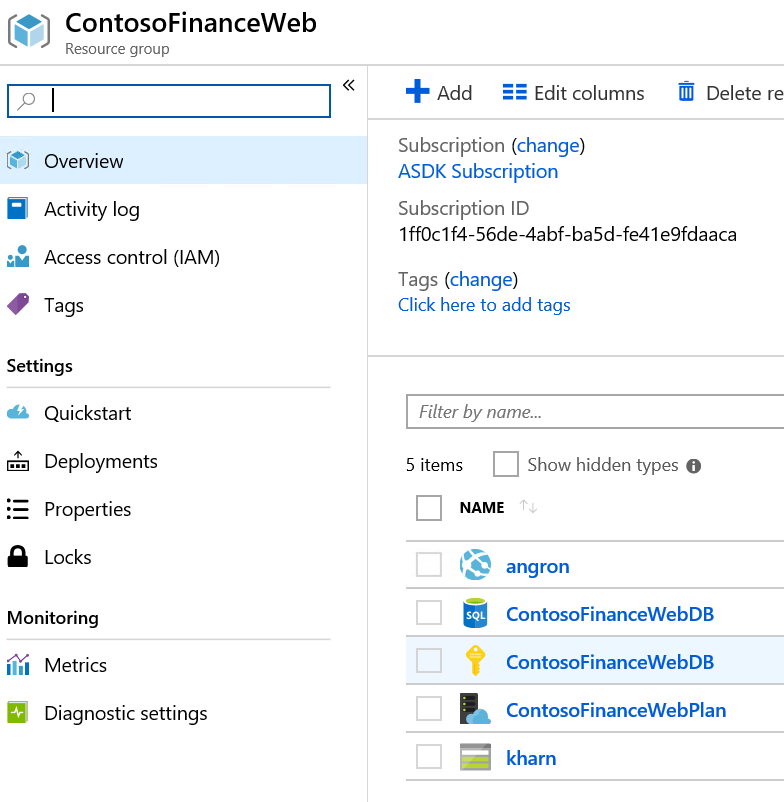 ContosoFinanceWeb
Resource group
«
Overview
Activity log
Access control (IAM)
Tags
Settings
Quickstart
Deployments
Properties
Locks
Monitoring
Metrics
Diagnostic settings
Add
Edit columns
Delete re
Subscription (change)
ASDK Subscription
Subscription ID
1ff0c1f4-56de-4abf-ba5d-fe41e9fdaaca
Tags (change)
Click here to add tags
Filter by name...
5 items
Show hidden types
NAME
angron
SQL ContosoFinanceWebDB
ContosoFinanceWebDB
ContosoFinanceWebPlan
kharn